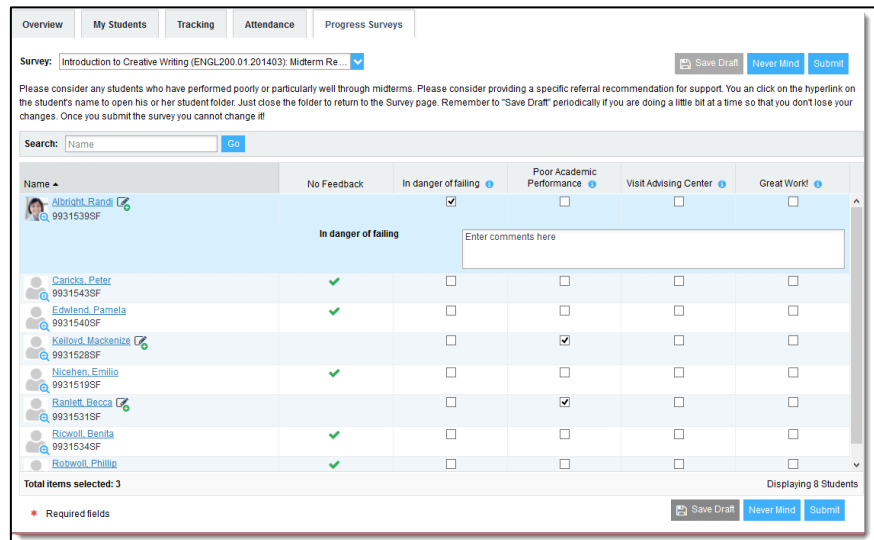 Overview My Students Tracking Attendance Progress Surveys
Survey: Introduction to Creative Writing (ENGL200.01.201403): Midterm Re... Save Draft Never Mind Submit
Please consider any students who have performed poorly or particularly well through midterms. Please consider providing a specific referral recommendation for support. You an click on the hyperlink on
the student's name to open his or her student folder. Just close the folder to return to the Survey page. Remember to "Save Draft" periodically if you are doing a little bit at a time so that you don't lose your
changes. Once you submit the survey you cannot change it!
Search: Name Go
Name No Feedback In danger of failing Poor Academic Performance Visit Advising Center Great Work!
Albright, Randi
9931539SF
In danger of failing Enter comments here
Caricks, Peter
9931543SF
Edwlend, Pamela
9931540SF
Keiloyd, Mackenize
9931528SF
Nicehen, Emilio
9931519SF
Ranlett, Becca
9931531SF
Ricwoll, Benita
9931534SF
Robwoll, Phillip
Total items selected: 3 Displaying 8 Students
* Required fields Save Draft Never Mind Submit